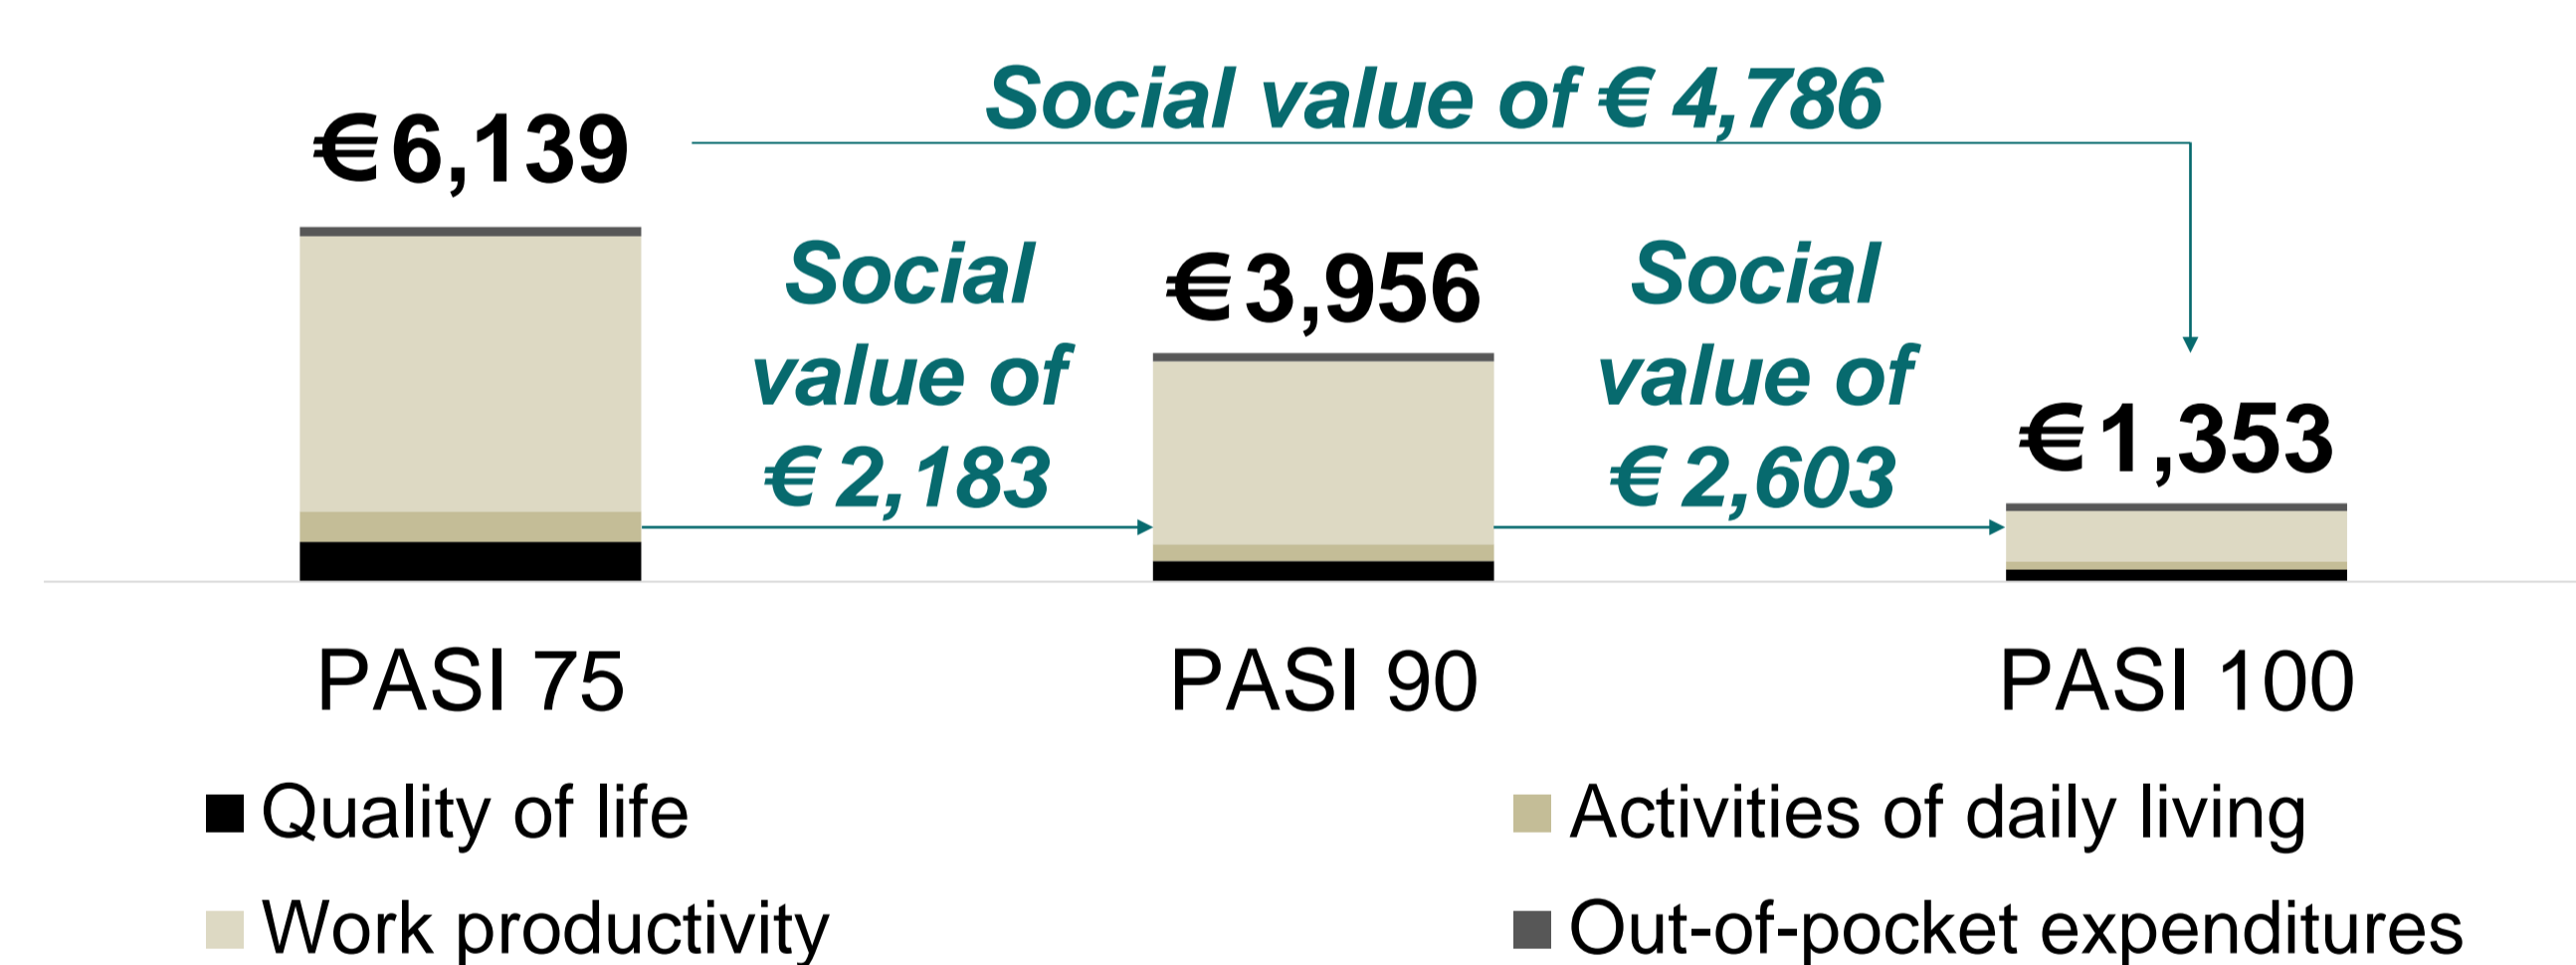 Social value of € 4,786
€6,139
Social
value of
€ 2,183
€3,956
Social
value of
€ 2,603
€1,353
PASI 75
PASI 90
PASI 100
Quality of life
Activities of daily living
Work productivity
Out-of-pocket expenditures